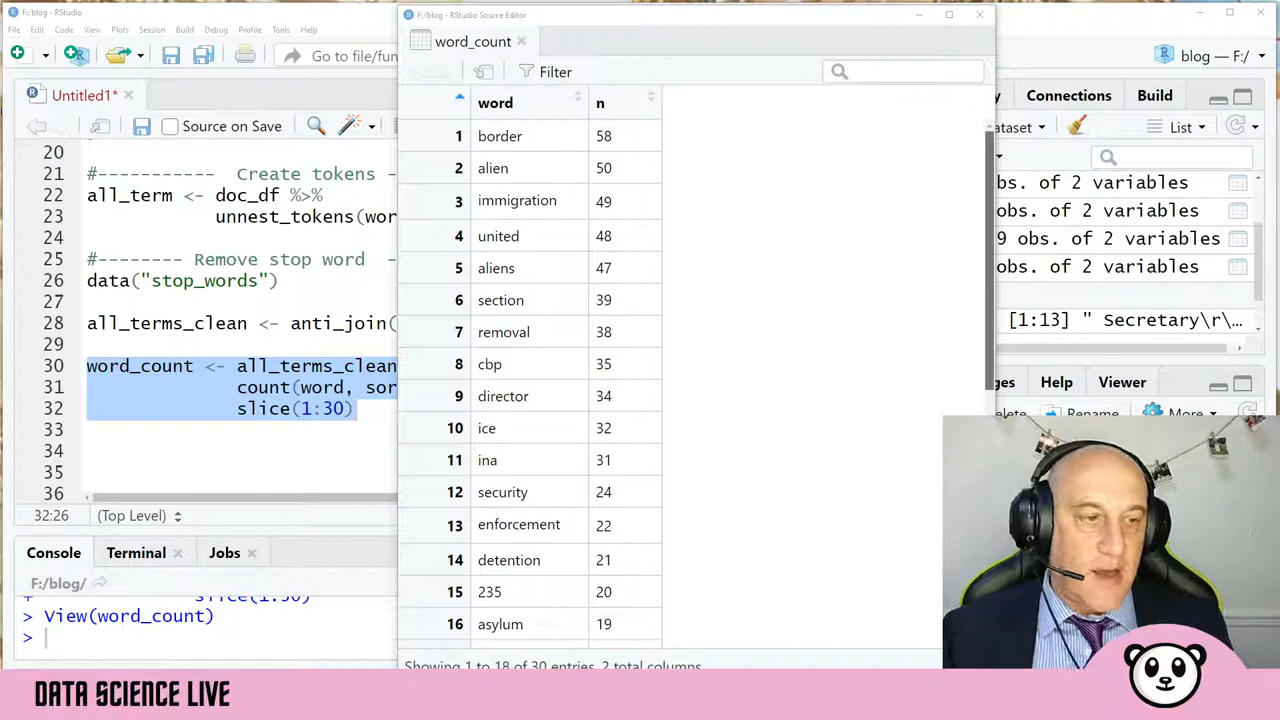 F:/blog - RStudio
File Edit Code View Plots Session Build Debug Profile Tools Help
Go to file/fun
blog — F:/
Untitled1*
Source on Save
20
21 #----------- Create tokens -
22 all_term <- doc_df %>%
23 unnest_tokens(wor
24
25 #-------- Remove stop word -
26 data("stop_words")
27
28 all_terms_clean <- anti_join(
29
30 word_count <- all_terms_clean
31 count(word, sor
32 slice(1:30)
33
34
35
36
32:26 (Top Level)
Console Terminal Jobs
F:/blog/
+ slice(1:30)
> View(word_count)
>
F:/blog - RStudio Source Editor
word_count
Filter
word n
1 border 58
2 alien 50
3 immigration 49
4 united 48
5 aliens 47
6 section 39
7 removal 38
8 cbp 35
9 director 34
10 ice 32
11 ina 31
12 security 24
13 enforcement 22
14 detention 21
15 235 20
16 asylum 19
Showing 1 to 18 of 30 entries, 2 total columns
y Connections Build
ataset List
obs. of 2 variables
obs. of 2 variables
9 obs. of 2 variables
obs. of 2 variables
[1:13] " Secretary\r\...
ges Help Viewer
elete Rename More
DATA SCIENCE LIVE